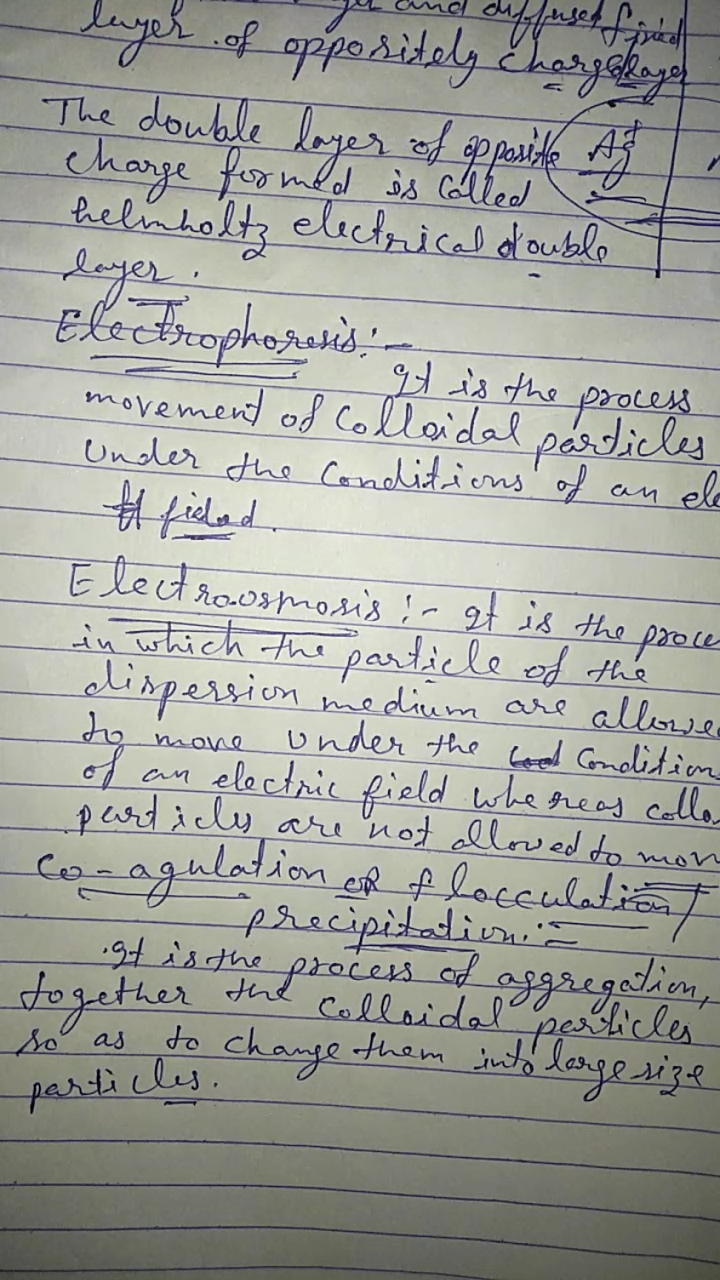 and diffused fixed
layer of oppositely charged layer
The double layer of opposite
charge formed is called
helmholtz electrical double
layer.
Electrophoresis:-
It is the process
movement of Colloidal particles
Under the Conditions of an ele
field.
Electroosmosis:- It is the proce
in which the particle of the
dispersion medium are allowe
to move Under the Condition
of an electric field whereas collo
particles are not allowed to mov
Co-agulation or flocculation/
precipitation:-
It is the process of aggregation,
together the Colloidal particles
so as to change them into large size
particles.